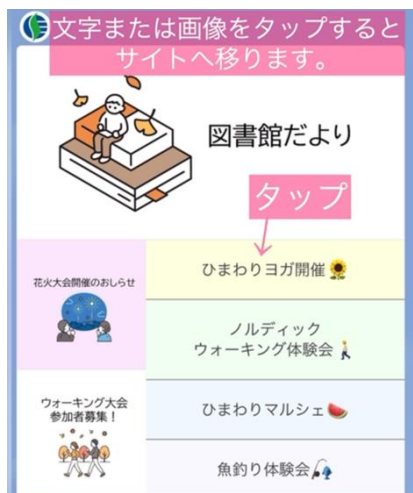 文字または画像をタップすると
サイトへ移ります。
図書館だより
タップ
花火大会開催のおしらせ
ひまわりヨガ開催🌻
ノルディック
ウォーキング体験会
ウォーキング大会
参加者募集！
ひまわりマルシェ🍉
魚釣り体験会🎣